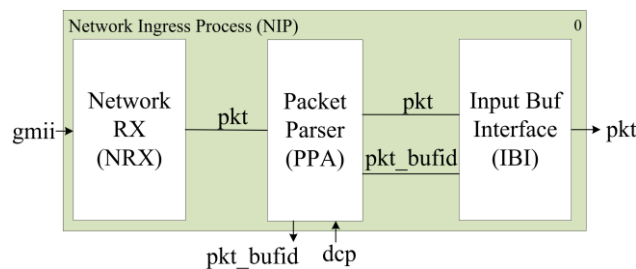 Network Ingress Process (NIP) 0
Network
RX
(NRX)
Packet
Parser
(PPA)
Input Buf
Interface
(IBI)
gmii
pkt
pkt
pkt_bufid
pkt
pkt_bufid
dcp